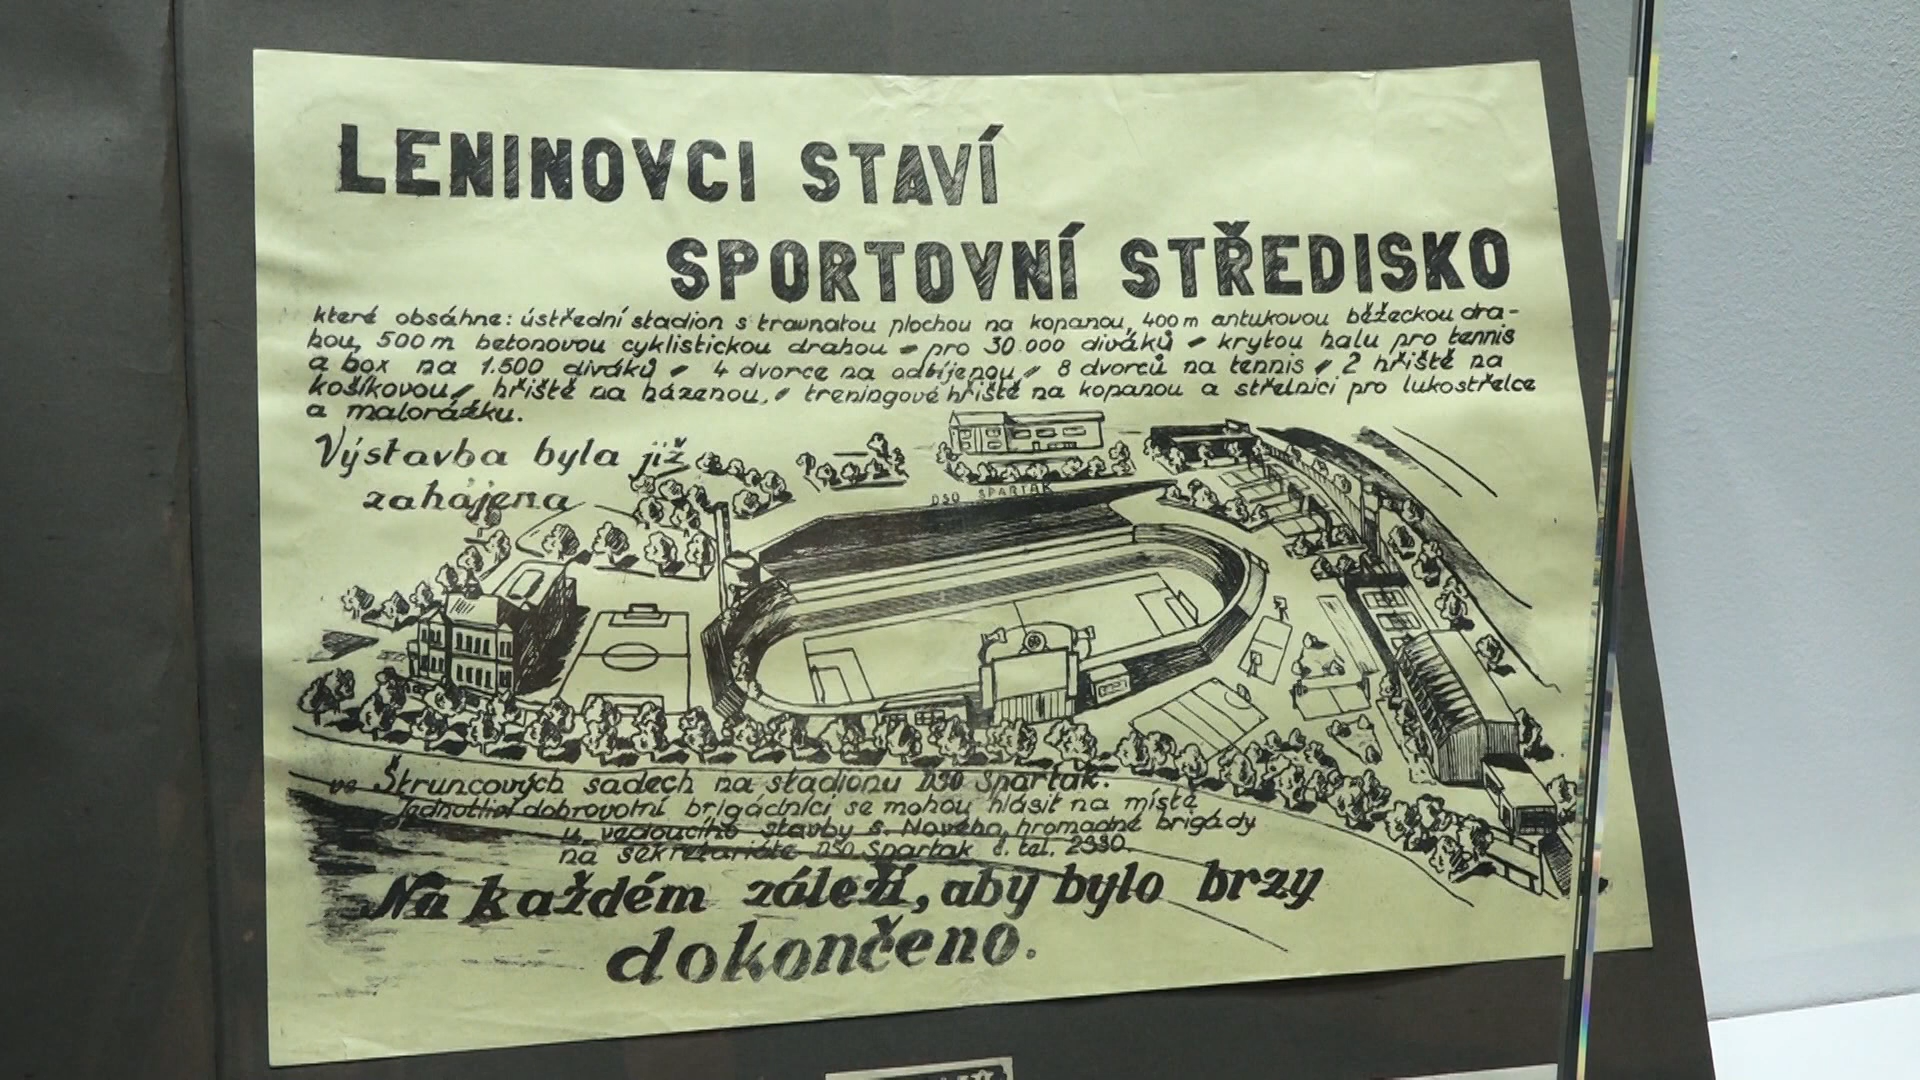 LENINOVCI STAVÍ
SPORTOVNÍ STŘEDISKO
které obsáhne: ústřední stadion s travnatou plochou na kopanou, 400 m antukovou běžeckou dra-
hou, 500 m betonovou cyklistickou drahou - pro 30.000 diváků - krytou halu pro tennis
a box na 1.500 diváků - 4 dvorce na odbíjenou - 8 dvorců na tennis - 2 hřiště na
košíkovou - hřiště na házenou, - treningové hřiště na kopanou a střelnici pro lukostřelce
a malorážku.
Výstavba byla již
zahájena
DSO SPARTAK
ve Štruncových sadech na stadionu DSO Spartak.
Jednotliví dobrovolní brigádníci se mohou hlásit na místě
u vedoucího stavby s. Nového, hromadné brigády
na sekretariáte DSO Spartak č. tel. 2330.
Na každém záleží, aby bylo brzy
dokončeno.